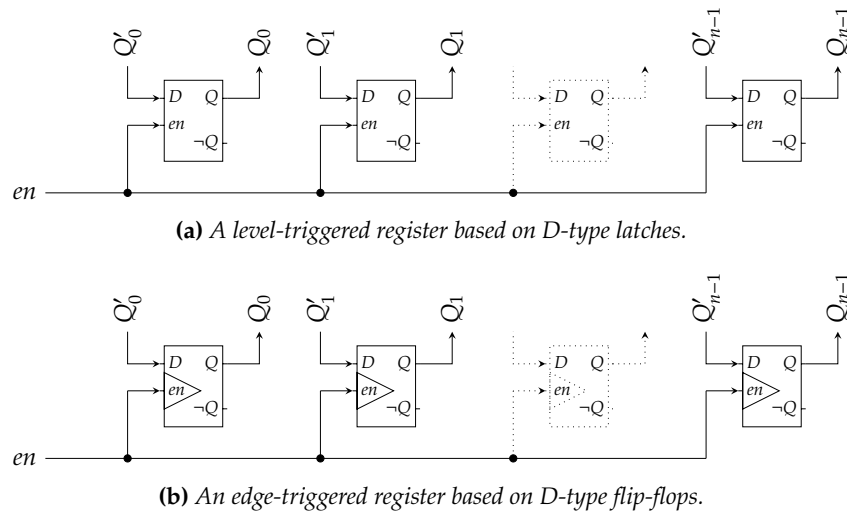 Q′₀ Q₀ Q′₁ Q₁ Q′ₙ₋₁ Qₙ₋₁
D Q D Q D Q D Q
en en en en
¬Q ¬Q ¬Q ¬Q
en
(a) A level-triggered register based on D-type latches.
Q′₀ Q₀ Q′₁ Q₁ Q′ₙ₋₁ Qₙ₋₁
D Q D Q D Q D Q
en en en en
¬Q ¬Q ¬Q ¬Q
en
(b) An edge-triggered register based on D-type flip-flops.